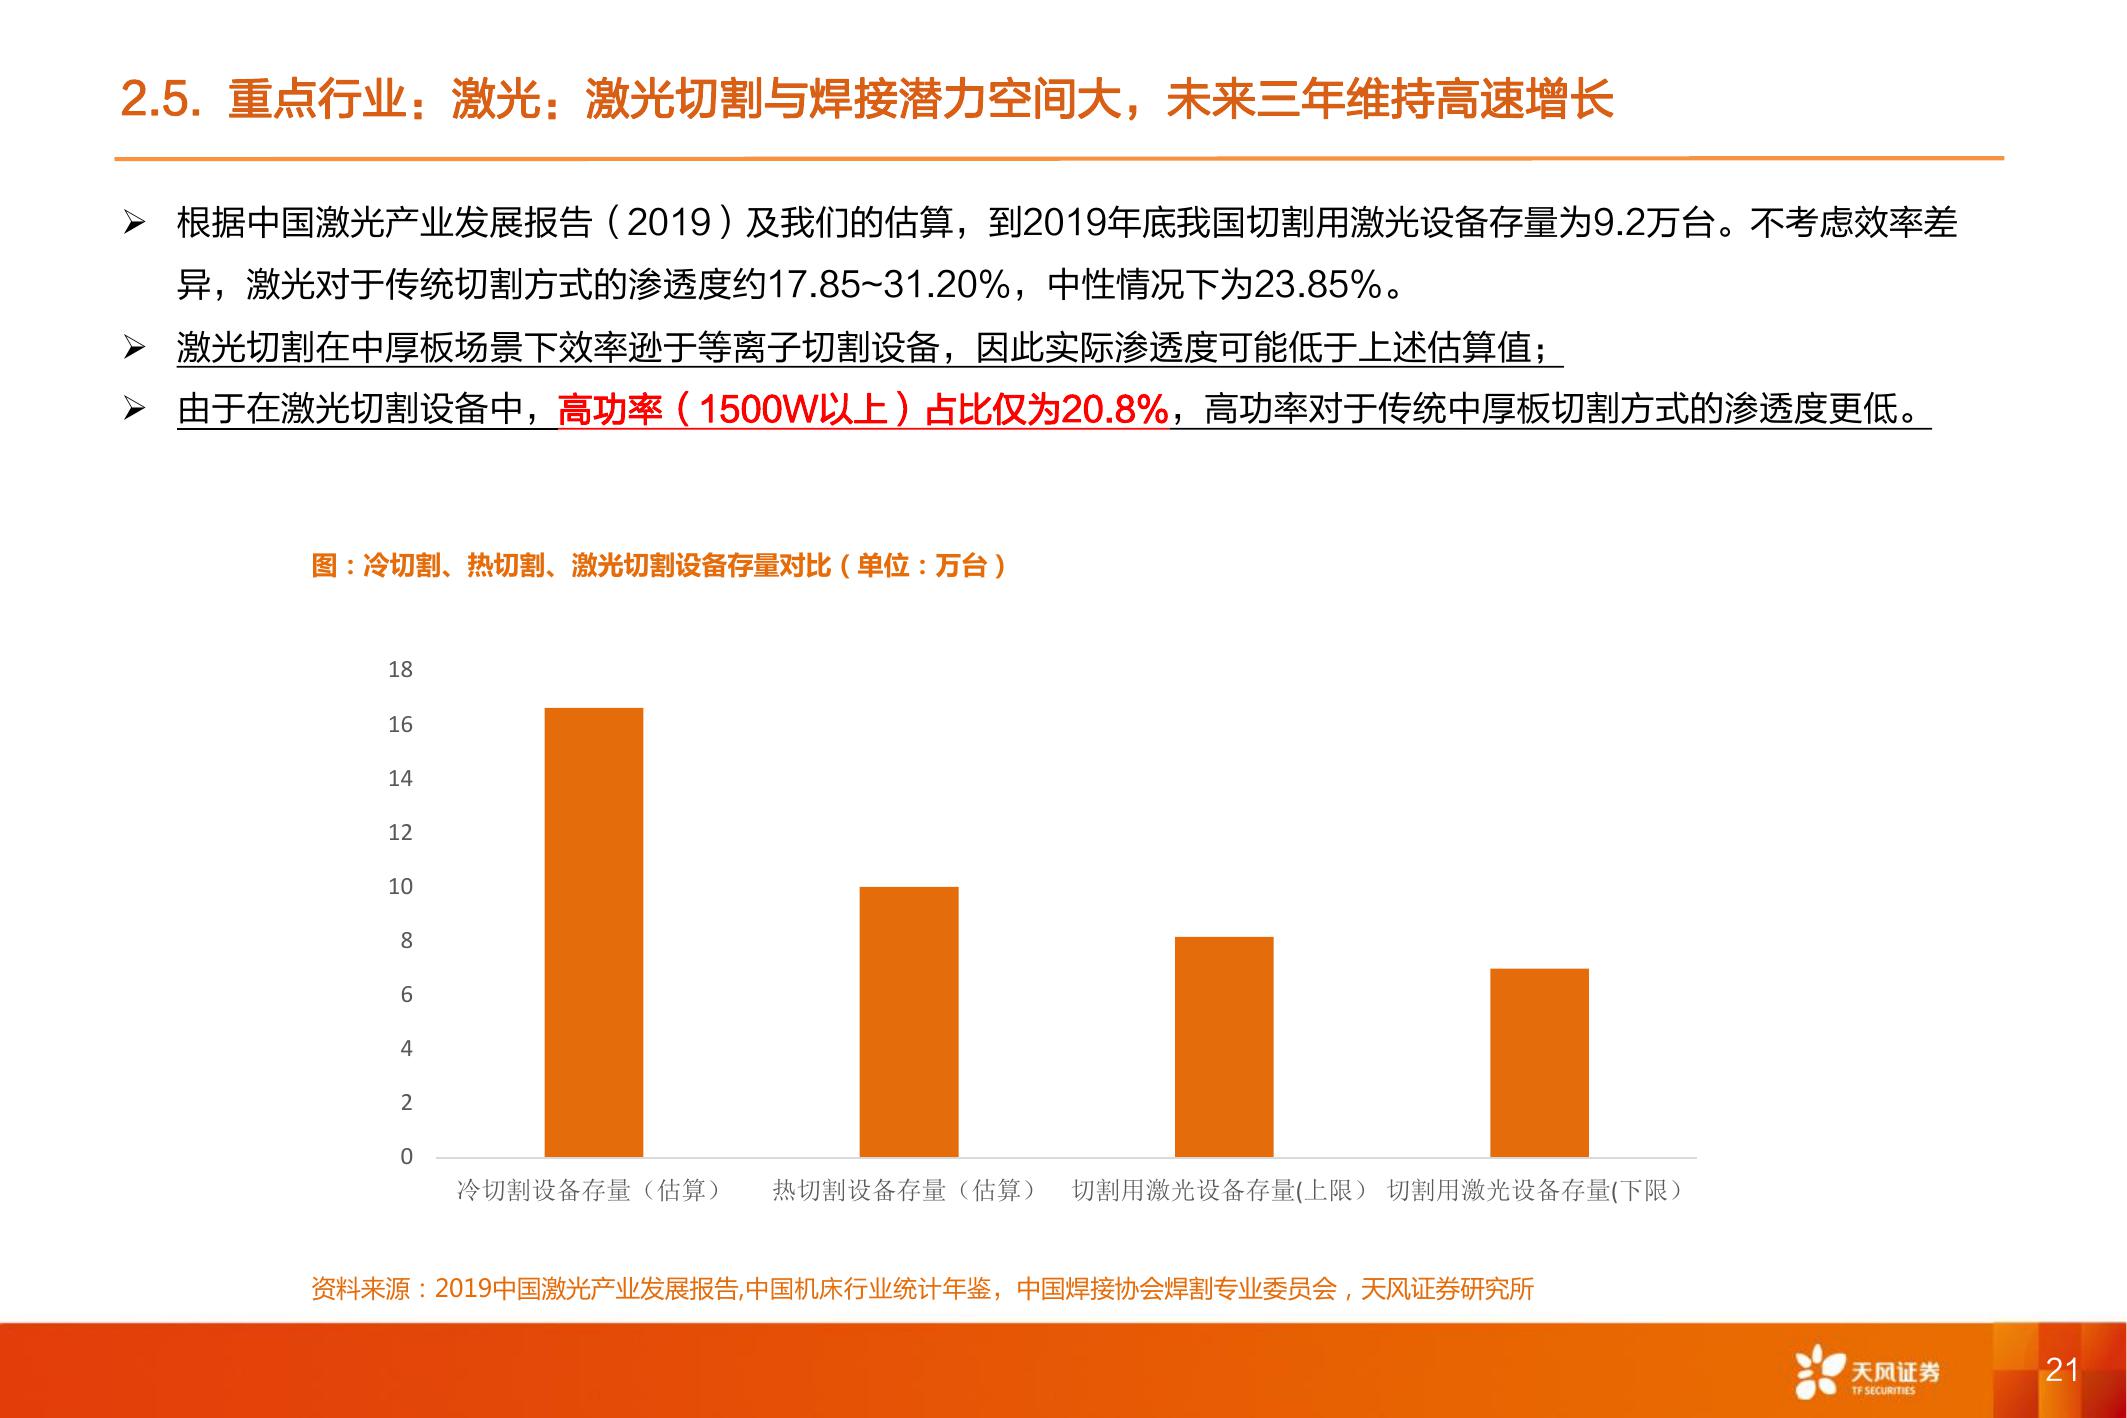 2.5. 重点行业：激光：激光切割与焊接潜力空间大，未来三年维持高速增长
➢ 根据中国激光产业发展报告（2019）及我们的估算，到2019年底我国切割用激光设备存量为9.2万台。不考虑效率差
异，激光对于传统切割方式的渗透度约17.85~31.20%，中性情况下为23.85%。
➢ 激光切割在中厚板场景下效率逊于等离子切割设备，因此实际渗透度可能低于上述估算值；
➢ 由于在激光切割设备中，高功率（1500W以上）占比仅为20.8%，高功率对于传统中厚板切割方式的渗透度更低。
图：冷切割、热切割、激光切割设备存量对比（单位：万台）
18
16
14
12
10
8
6
4
2
0
冷切割设备存量（估算） 热切割设备存量（估算） 切割用激光设备存量(上限） 切割用激光设备存量(下限）
资料来源：2019中国激光产业发展报告,中国机床行业统计年鉴，中国焊接协会焊割专业委员会，天风证券研究所
天风证券
TF SECURITIES
21